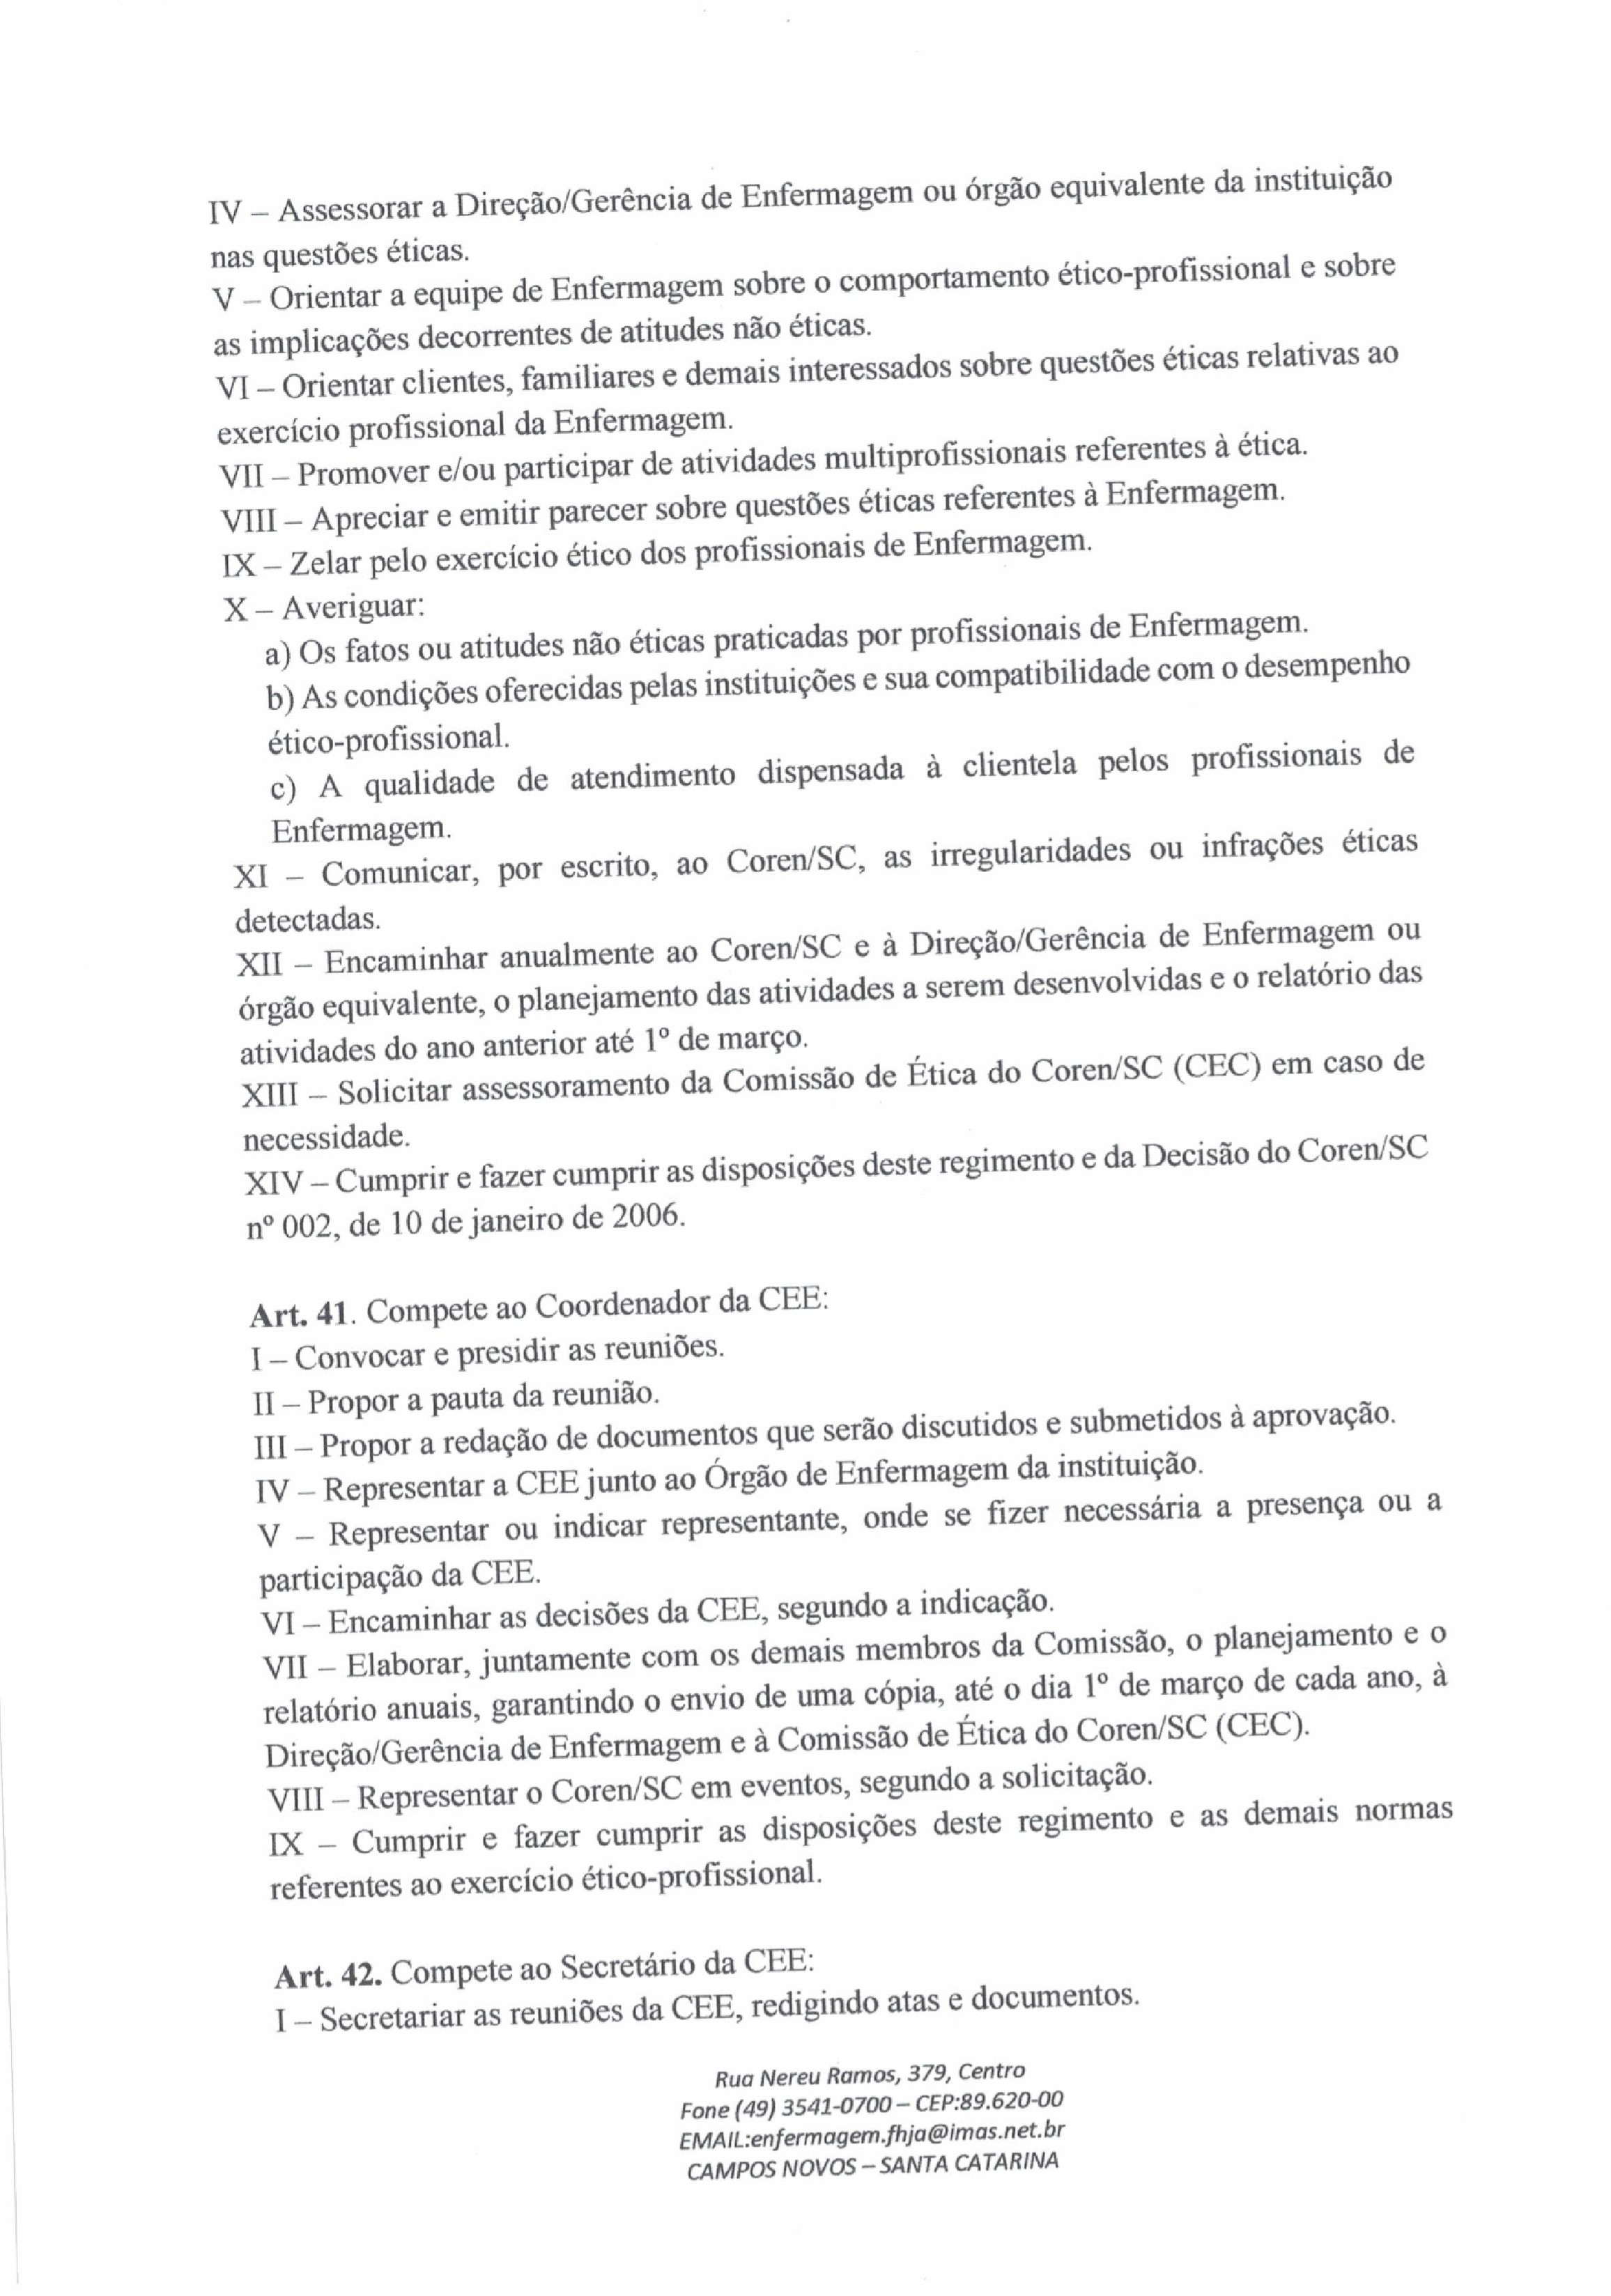 IV – Assessorar a Direção/Gerência de Enfermagem ou órgão equivalente da instituição
nas questões éticas.
V – Orientar a equipe de Enfermagem sobre o comportamento ético-profissional e sobre
as implicações decorrentes de atitudes não éticas.
VI – Orientar clientes, familiares e demais interessados sobre questões éticas relativas ao
exercício profissional da Enfermagem.
VII – Promover e/ou participar de atividades multiprofissionais referentes à ética.
VIII – Apreciar e emitir parecer sobre questões éticas referentes à Enfermagem.
IX – Zelar pelo exercício ético dos profissionais de Enfermagem.
X – Averiguar:
a) Os fatos ou atitudes não éticas praticadas por profissionais de Enfermagem.
b) As condições oferecidas pelas instituições e sua compatibilidade com o desempenho
ético-profissional.
c) A qualidade de atendimento dispensada à clientela pelos profissionais de
Enfermagem.
XI – Comunicar, por escrito, ao Coren/SC, as irregularidades ou infrações éticas
detectadas.
XII – Encaminhar anualmente ao Coren/SC e à Direção/Gerência de Enfermagem ou
órgão equivalente, o planejamento das atividades a serem desenvolvidas e o relatório das
atividades do ano anterior até 1º de março.
XIII – Solicitar assessoramento da Comissão de Ética do Coren/SC (CEC) em caso de
necessidade.
XIV – Cumprir e fazer cumprir as disposições deste regimento e da Decisão do Coren/SC
nº 002, de 10 de janeiro de 2006.
Art. 41. Compete ao Coordenador da CEE:
I – Convocar e presidir as reuniões.
II – Propor a pauta da reunião.
III – Propor a redação de documentos que serão discutidos e submetidos à aprovação.
IV – Representar a CEE junto ao Órgão de Enfermagem da instituição.
V – Representar ou indicar representante, onde se fizer necessária a presença ou a
participação da CEE.
VI – Encaminhar as decisões da CEE, segundo a indicação.
VII – Elaborar, juntamente com os demais membros da Comissão, o planejamento e o
relatório anuais, garantindo o envio de uma cópia, até o dia 1º de março de cada ano, à
Direção/Gerência de Enfermagem e à Comissão de Ética do Coren/SC (CEC).
VIII – Representar o Coren/SC em eventos, segundo a solicitação.
IX – Cumprir e fazer cumprir as disposições deste regimento e as demais normas
referentes ao exercício ético-profissional.
Art. 42. Compete ao Secretário da CEE:
I – Secretariar as reuniões da CEE, redigindo atas e documentos.
Rua Nereu Ramos, 379, Centro
Fone (49) 3541-0700 – CEP:89.620-00
EMAIL:enfermagem.fhja@imas.net.br
CAMPOS NOVOS – SANTA CATARINA